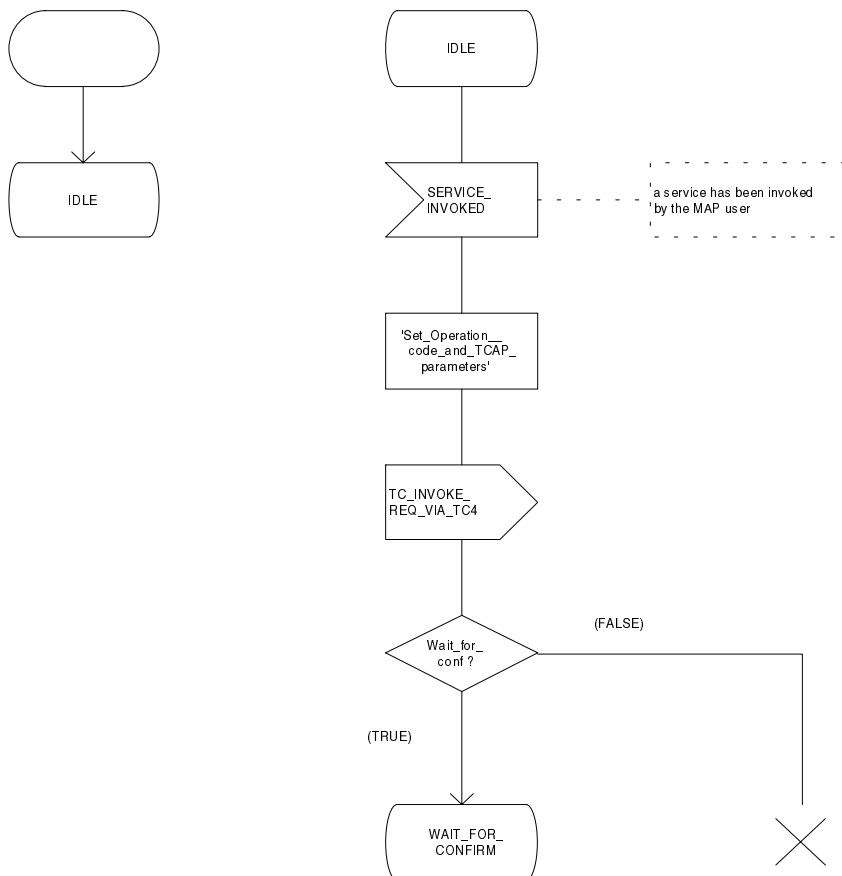 IDLE
IDLE
SERVICE_
INVOKED
a service has been invoked
by the MAP user
'Set_Operation__
code_and_TCAP_
parameters'
TC_INVOKE_
REQ_VIA_TC4
(FALSE)
Wait_for_
conf ?
(TRUE)
WAIT_FOR_
CONFIRM